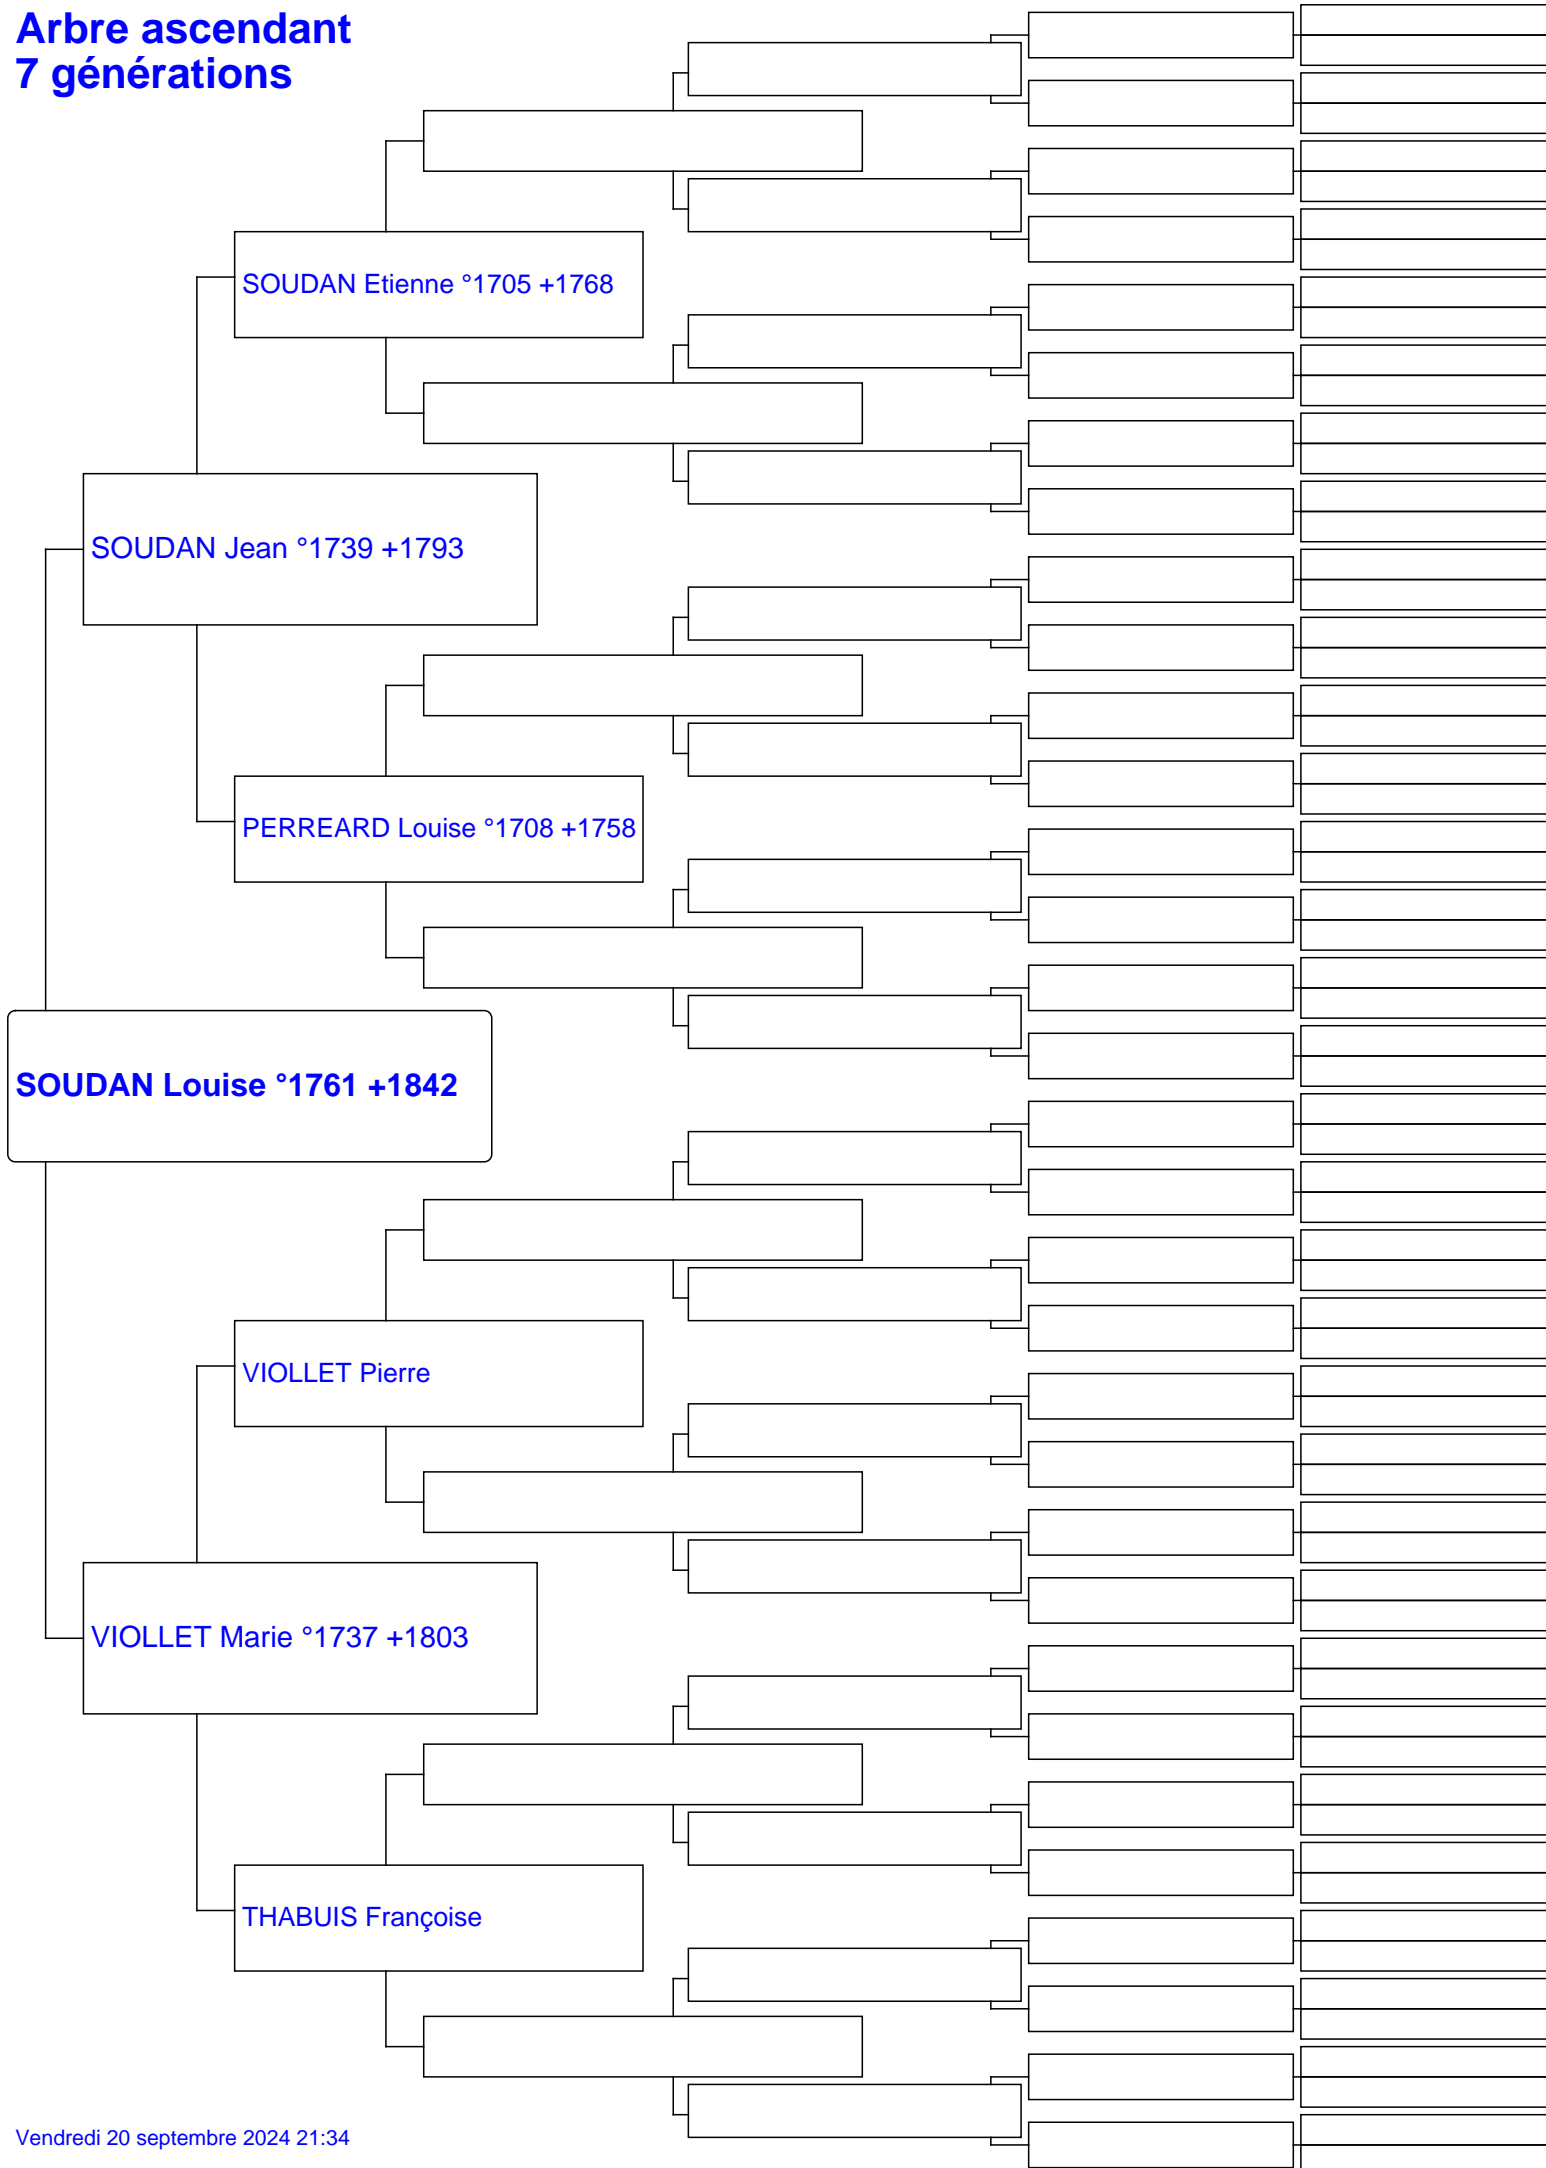 Arbre ascendant
7 générations
SOUDAN Etienne °1705 +1768
SOUDAN Jean °1739 +1793
PERREARD Louise °1708 +1758
SOUDAN Louise °1761 +1842
VIOLLET Pierre
VIOLLET Marie °1737 +1803
THABUIS Françoise
Vendredi 20 septembre 2024 21:34